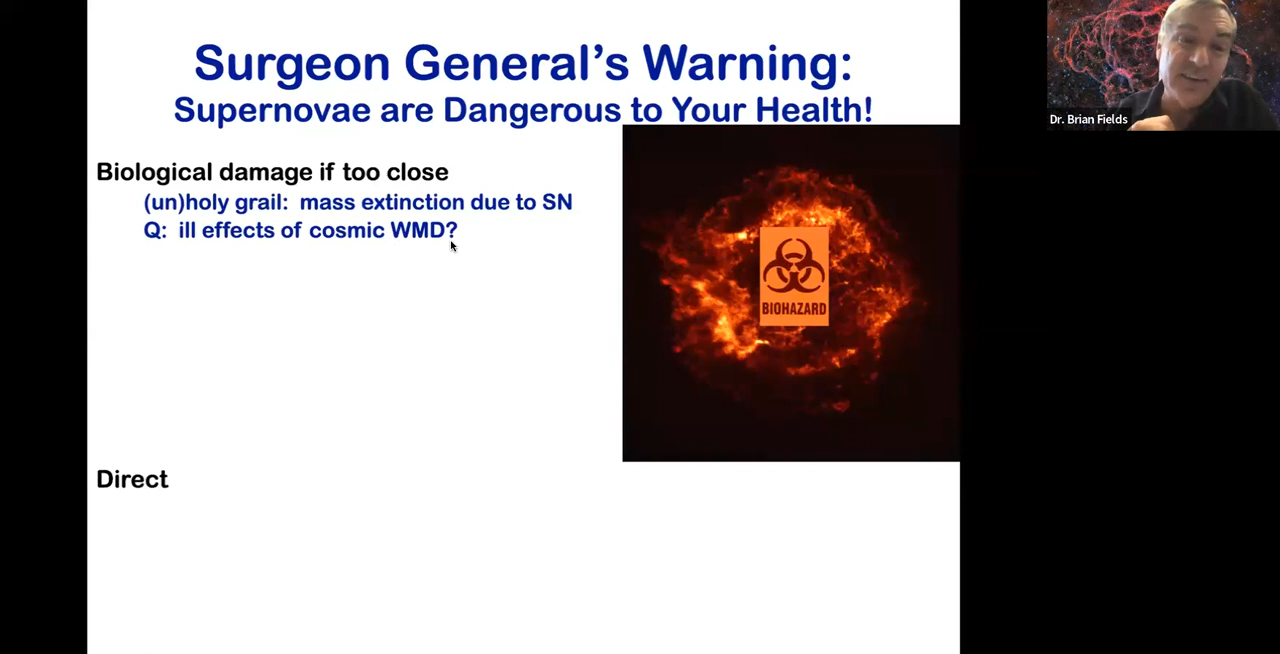 Surgeon General's Warning:
Supernovae are Dangerous to Your Health!
Dr. Brian Fields
Biological damage if too close
(un)holy grail: mass extinction due to SN
Q: ill effects of cosmic WMD?
BIOHAZARD
Direct